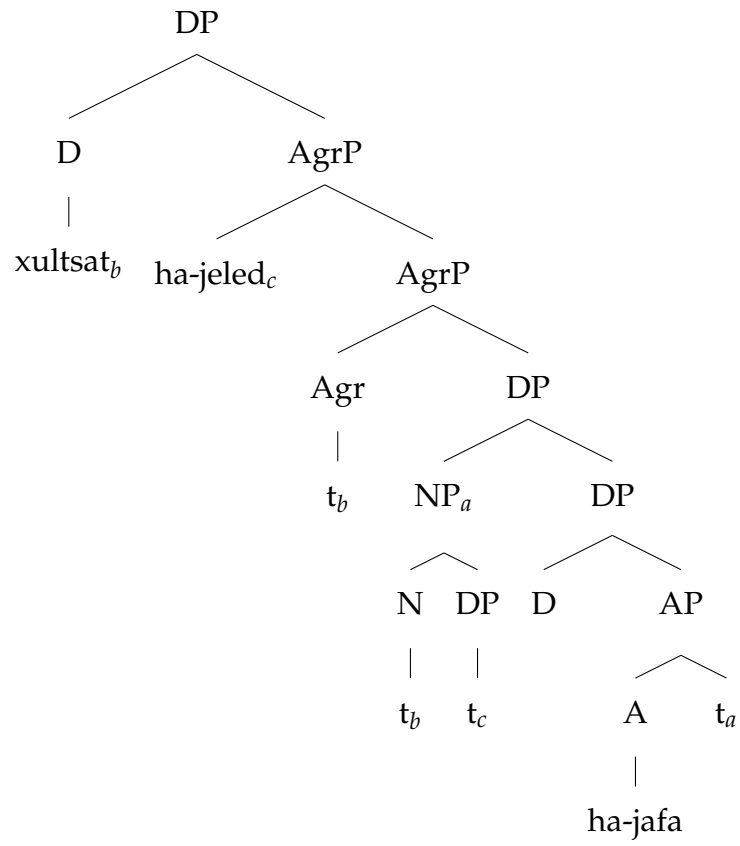 DP
D AgrP
xultsat_b ha-jeled_c AgrP
Agr DP
t_b NP_a DP
N DP D AP
t_b t_c A t_a
ha-jafa